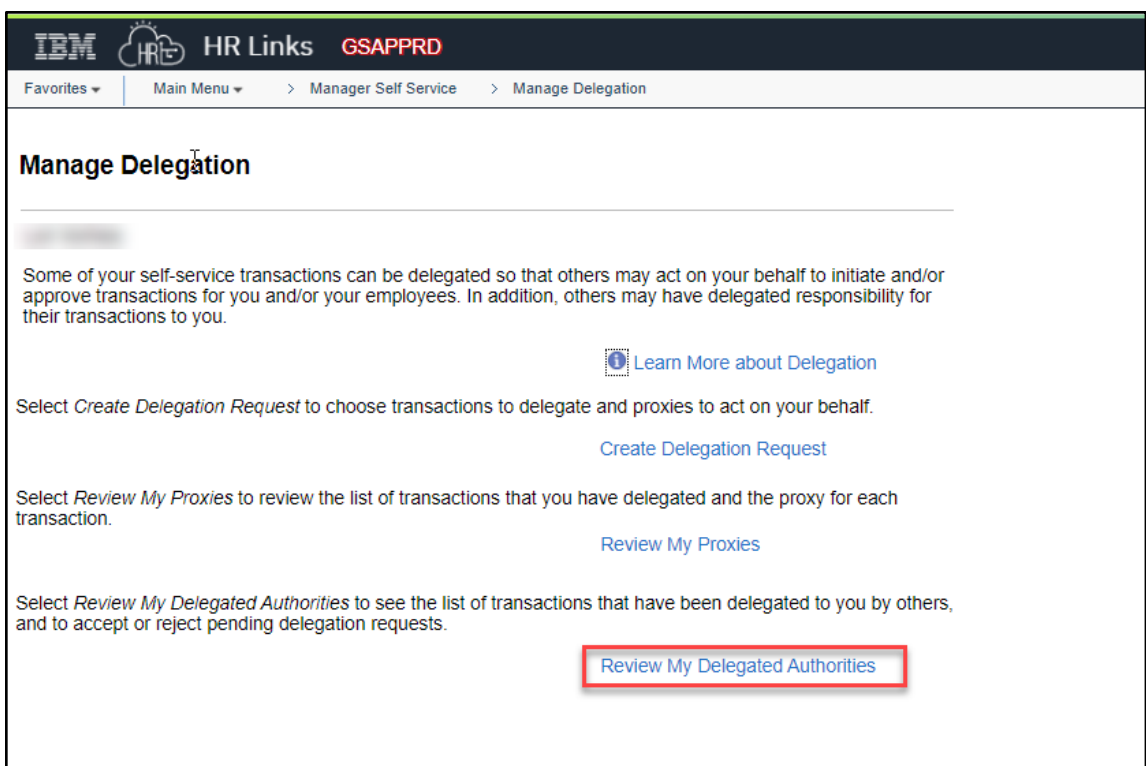 IBM HR HR Links GSAPPRD
Favorites Main Menu > Manager Self Service > Manage Delegation
Manage Delegation
Some of your self-service transactions can be delegated so that others may act on your behalf to initiate and/or
approve transactions for you and/or your employees. In addition, others may have delegated responsibility for
their transactions to you.
Learn More about Delegation
Select Create Delegation Request to choose transactions to delegate and proxies to act on your behalf.
Create Delegation Request
Select Review My Proxies to review the list of transactions that you have delegated and the proxy for each
transaction.
Review My Proxies
Select Review My Delegated Authorities to see the list of transactions that have been delegated to you by others,
and to accept or reject pending delegation requests.
Review My Delegated Authorities